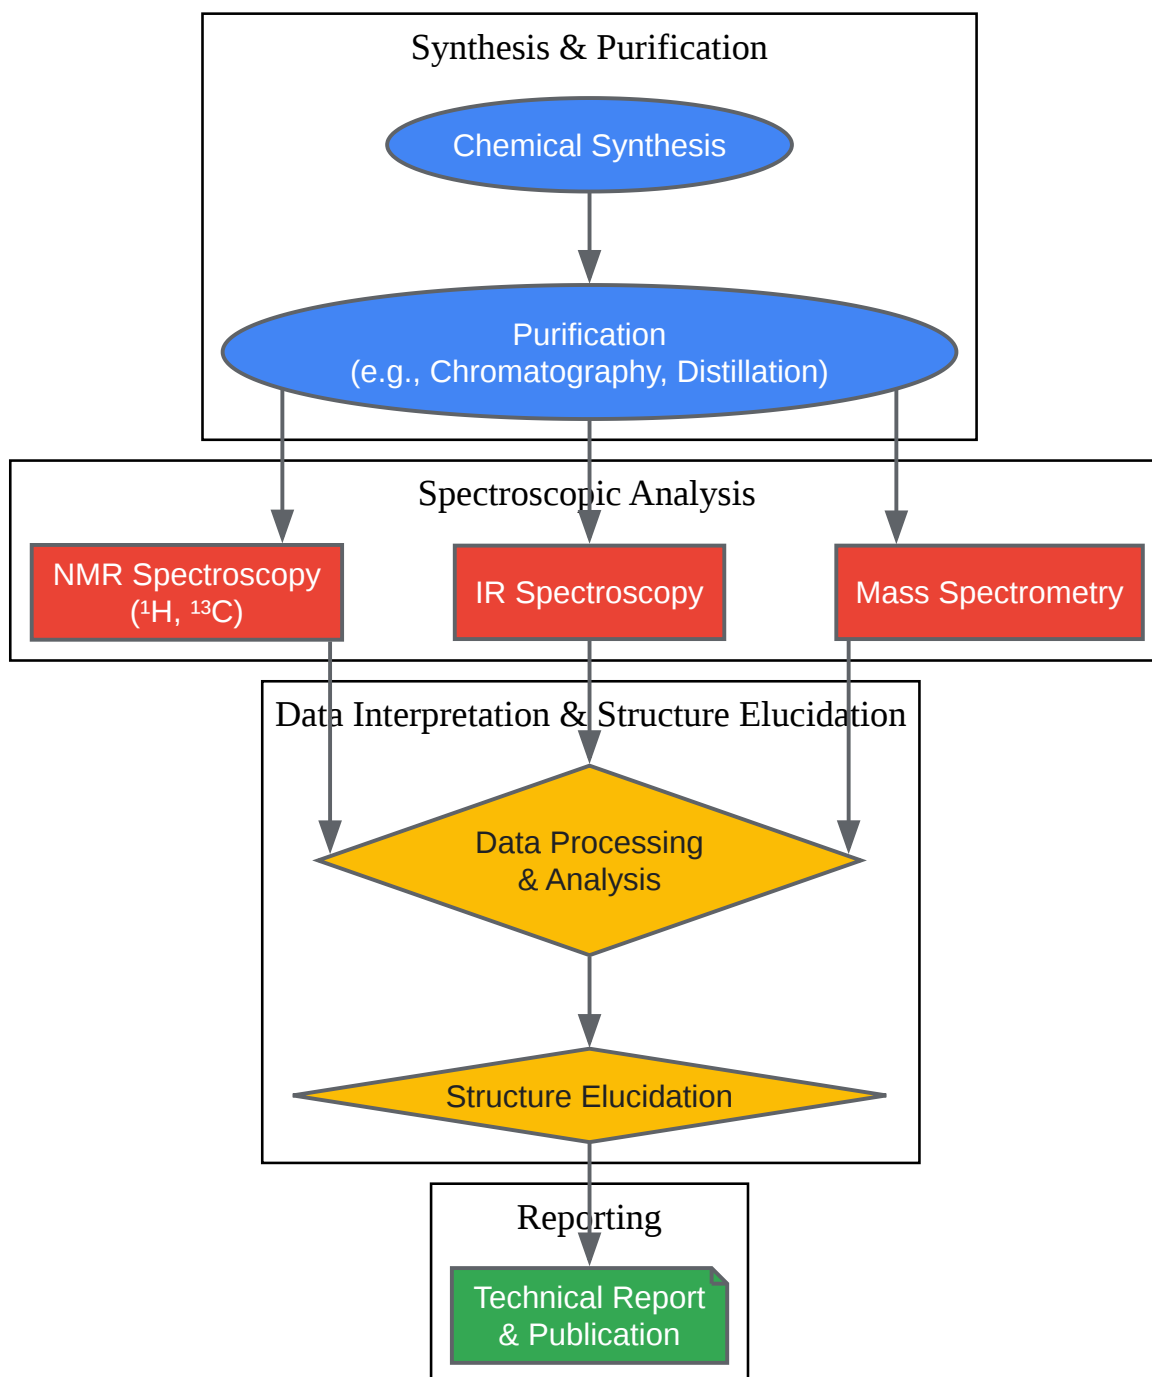 Synthesis & Purification
Chemical Synthesis
Purification
(e.g., Chromatography, Distillation)
Spectroscopic Analysis
NMR Spectroscopy
(¹H, ¹³C)
IR Spectroscopy
Mass Spectrometry
Data Interpretation & Structure Elucidation
Data Processing
& Analysis
Structure Elucidation
Reporting
Technical Report
& Publication